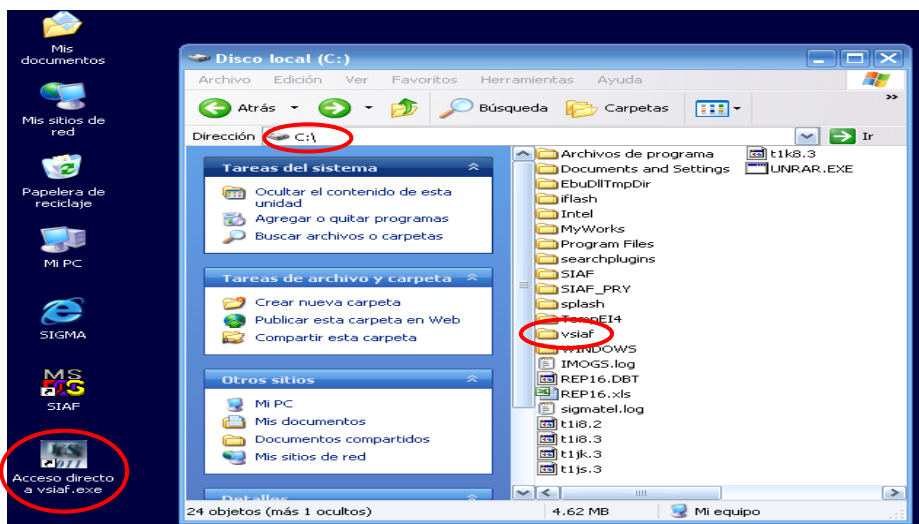 Mis
documentos
Mis sitios de
red
Papelera de
reciclaje
Mi PC
SIGMA
MS
SIAF
Acceso directo
a vsiaf.exe
Disco local (C:)
Archivo Edición Ver Favoritos Herramientas Ayuda
Atrás Búsqueda Carpetas
Dirección C:\ Ir
Tareas del sistema
Ocultar el contenido de esta
unidad
Agregar o quitar programas
Buscar archivos o carpetas
Tareas de archivo y carpeta
Crear nueva carpeta
Publicar esta carpeta en Web
Compartir esta carpeta
Otros sitios
Mi PC
Mis documentos
Documentos compartidos
Mis sitios de red
Detalles
Archivos de programa
Documents and Settings
EbuDllTmpDir
iflash
Intel
MyWorks
Program Files
searchplugins
SIAF
SIAF_PRY
splash
TempEI4
vsiaf
WINDOWS
IMOGS.log
REP16.DBT
REP16.xls
sigmatel.log
t1i8.2
t1i8.3
t1jk.3
t1js.3
t1k8.3
UNRAR.EXE
24 objetos (más 1 ocultos) 4.62 MB Mi equipo